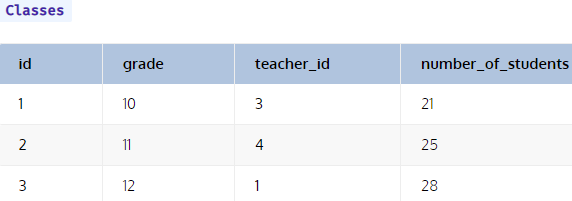 Classes
id grade teacher_id number_of_students
1 10 3 21
2 11 4 25
3 12 1 28